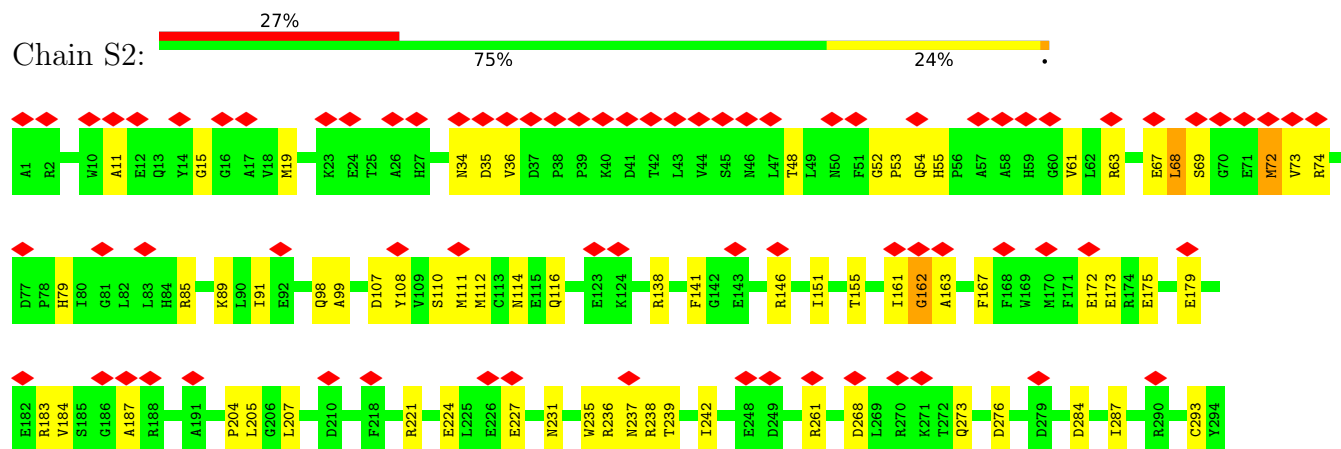 27%
Chain S2:
75% 24% •
A1 R2 W10 A11 E12 Q13 Y14 G15 G16 A17 V18 M19 K23 E24 T25 A26 H27 N34 D35 V36 D37 P38 P39 K40 D41 T42 L43 V44 S45 N46 L47 T48 L49 N50 F51 G52 P53 Q54 H55 P56 A57 A58 H59 G60 V61 L62 R63 E67 L68 S69 G70 E71 M72 V73 R74
D77 P78 H79 I80 G81 L82 L83 H84 R85 K89 L90 I91 E92 Q98 A99 D107 Y108 V109 S110 M111 M112 C113 N114 E115 Q116 E123 K124 R138 F141 G142 E143 R146 I151 T155 I161 G162 A163 F167 F168 W169 M170 F171 E172 E173 R174 E175 E179
E182 R183 V184 S185 G186 A187 R188 A191 P204 L205 G206 L207 D210 F218 R221 E224 L225 E226 E227 N231 W235 R236 N237 R238 T239 I242 E248 D249 R261 D268 L269 R270 K271 T272 Q273 D276 D279 D284 I287 R290 C293 Y294